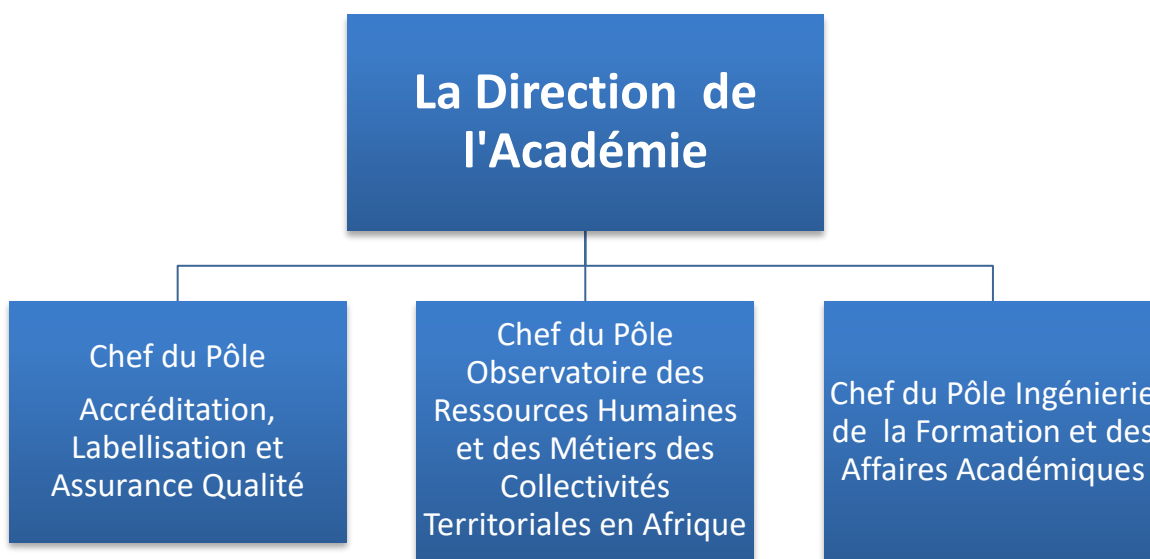 La Direction de
l'Académie
Chef du Pôle
Accréditation,
Labellisation et
Assurance Qualité
Chef du Pôle
Observatoire des
Ressources Humaines
et des Métiers des
Collectivités
Territoriales en Afrique
Chef du Pôle Ingénierie
de la Formation et des
Affaires Académiques